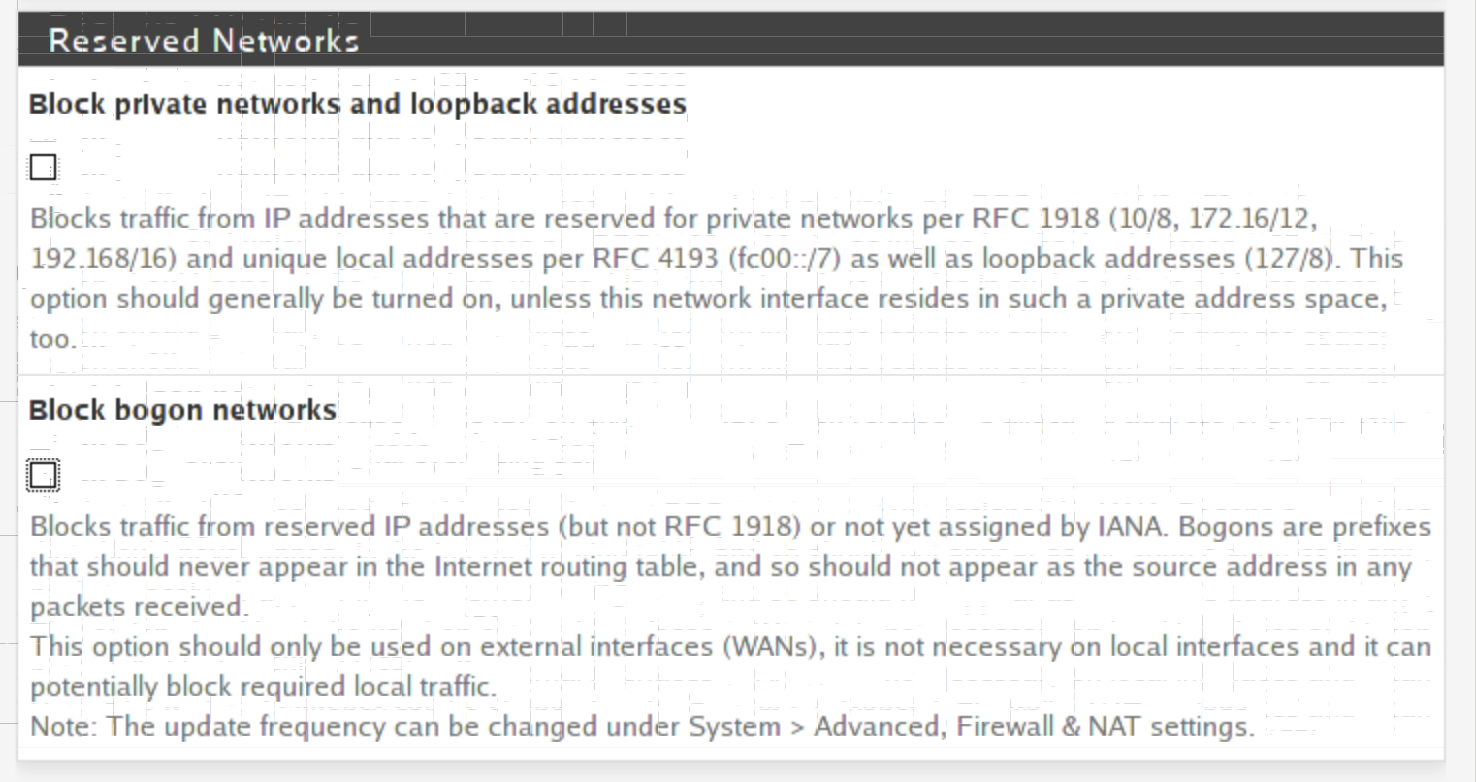 Reserved Networks
Block private networks and loopback addresses
Blocks traffic from IP addresses that are reserved for private networks per RFC 1918 (10/8, 172.16/12,
192.168/16) and unique local addresses per RFC 4193 (fc00::/7) as well as loopback addresses (127/8). This
option should generally be turned on, unless this network interface resides in such a private address space,
too.
Block bogon networks
Blocks traffic from reserved IP addresses (but not RFC 1918) or not yet assigned by IANA. Bogons are prefixes
that should never appear in the Internet routing table, and so should not appear as the source address in any
packets received.
This option should only be used on external interfaces (WANs), it is not necessary on local interfaces and it can
potentially block required local traffic.
Note: The update frequency can be changed under System > Advanced, Firewall & NAT settings.